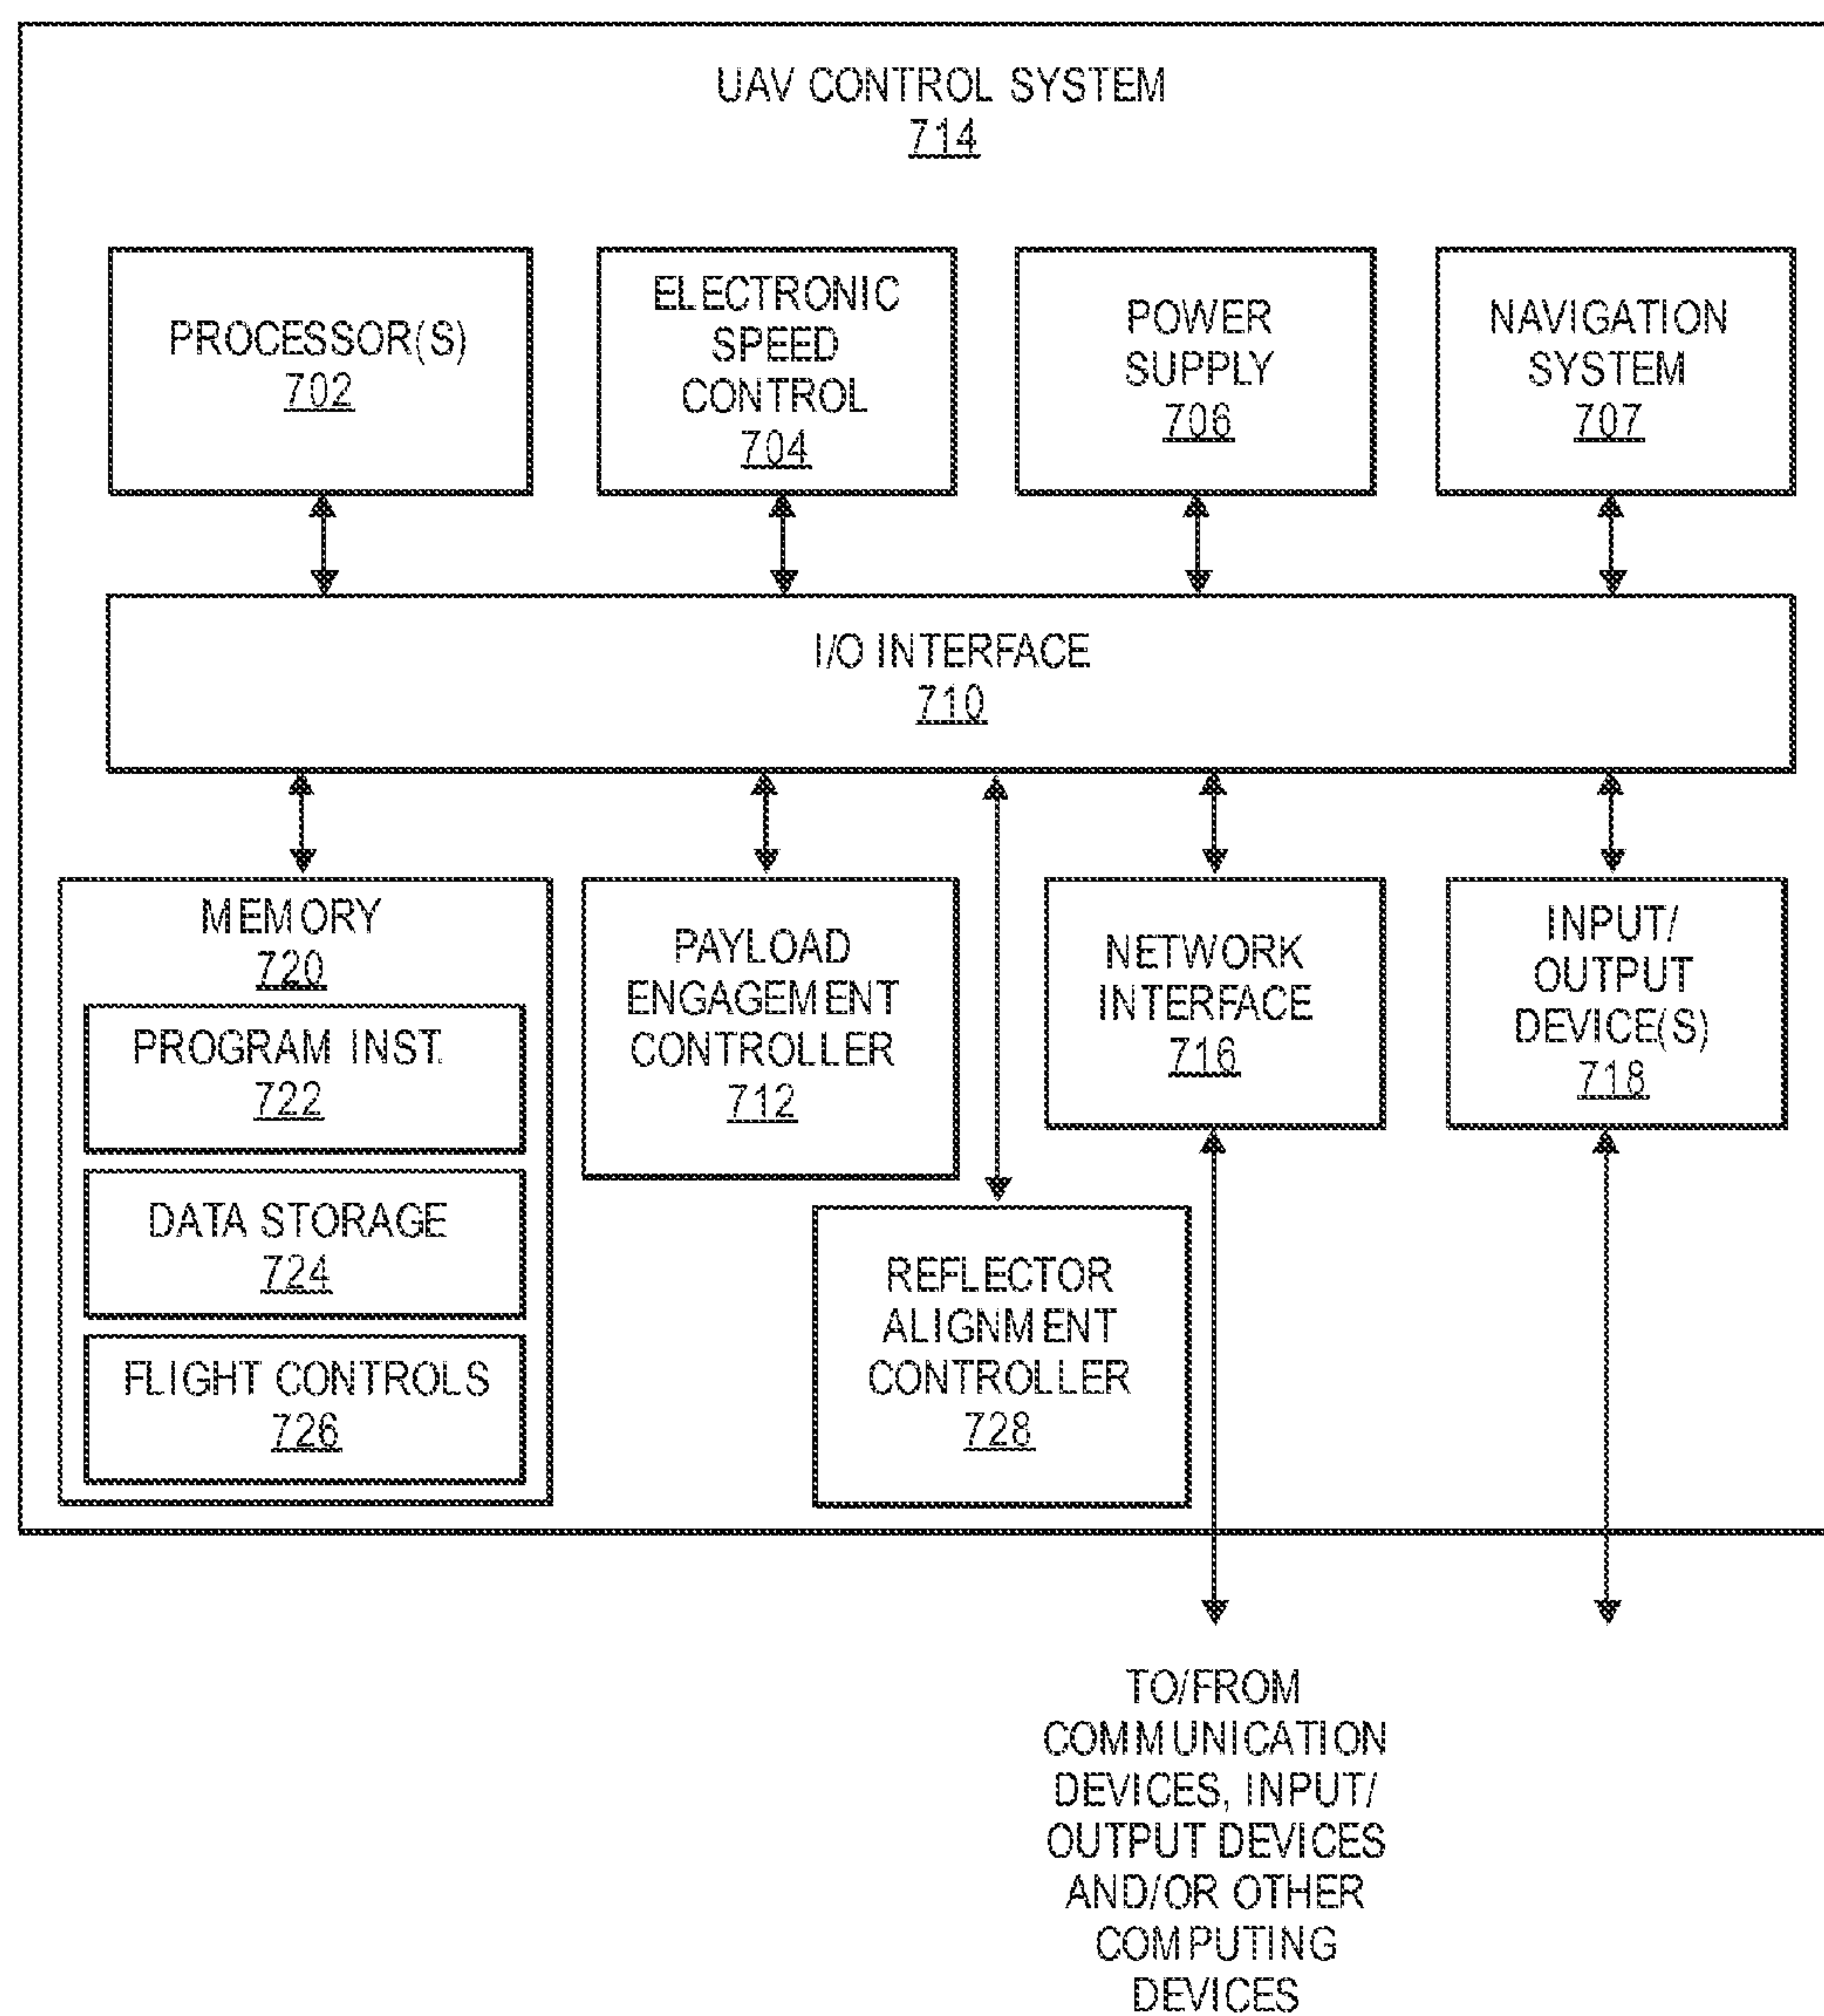 UAV CONTROL SYSTEM
714
PROCESSOR(S)
702
ELECTRONIC
SPEED
CONTROL
704
POWER
SUPPLY
706
NAVIGATION
SYSTEM
707
I/O INTERFACE
710
MEMORY
720
PROGRAM INST.
722
DATA STORAGE
724
FLIGHT CONTROLS
726
PAYLOAD
ENGAGEMENT
CONTROLLER
712
REFLECTOR
ALIGNMENT
CONTROLLER
728
NETWORK
INTERFACE
716
INPUT/
OUTPUT
DEVICE(S)
718
TO/FROM
COMMUNICATION
DEVICES, INPUT/
OUTPUT DEVICES
AND/OR OTHER
COMPUTING
DEVICES